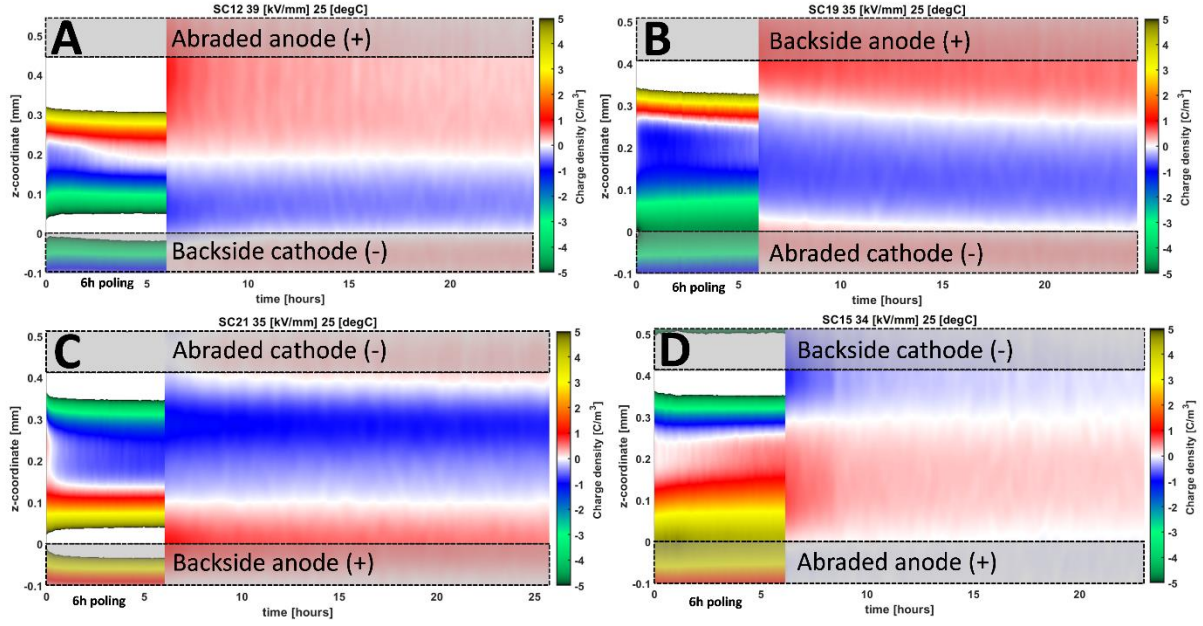 SC12 39 [kV/mm] 25 [degC]
A
Abraded anode (+)
Backside cathode (-)
0.5
0.4
0.3
0.2
0.1
0
-0.1
z-coordinate [mm]
5
10
15
20
6h poling
time [hours]
5
4
3
2
1
0
-1
-2
-3
-4
-5
Charge density [C/m³]
SC19 35 [kV/mm] 25 [degC]
B
Backside anode (+)
Abraded cathode (-)
0.5
0.4
0.3
0.2
0.1
0
-0.1
z-coordinate [mm]
0
5
10
15
20
6h poling
time [hours]
5
4
3
2
1
0
-1
-2
-3
-4
-5
Charge density [C/m³]
SC21 35 [kV/mm] 25 [degC]
C
Abraded cathode (-)
Backside anode (+)
0.5
0.4
0.3
0.2
0.1
0
-0.1
z-coordinate [mm]
0
5
10
15
20
25
6h poling
time [hours]
5
4
3
2
1
0
-1
-2
-3
-4
-5
Charge density [C/m³]
SC15 34 [kV/mm] 25 [degC]
D
Backside cathode (-)
Abraded anode (+)
0.5
0.4
0.3
0.2
0.1
0
-0.1
z-coordinate [mm]
0
5
10
15
20
6h poling
time [hours]
5
4
3
2
1
0
-1
-2
-3
-4
-5
Charge density [C/m³]